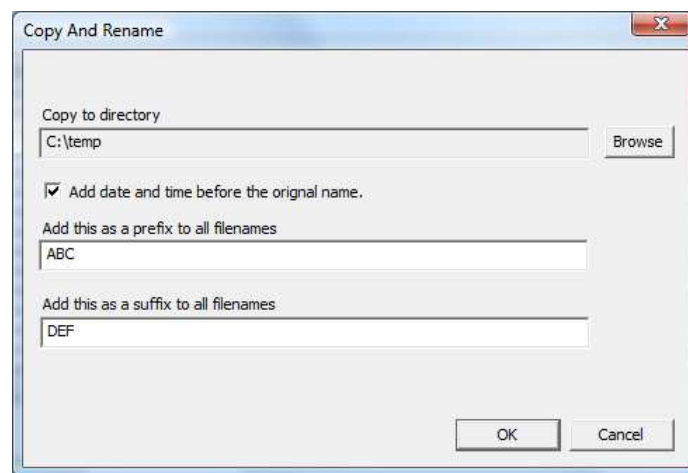 Copy And Rename
Copy to directory
C:\temp
Browse
Add date and time before the orignal name.
Add this as a prefix to all filenames
ABC
Add this as a suffix to all filenames
DEF
OK
Cancel